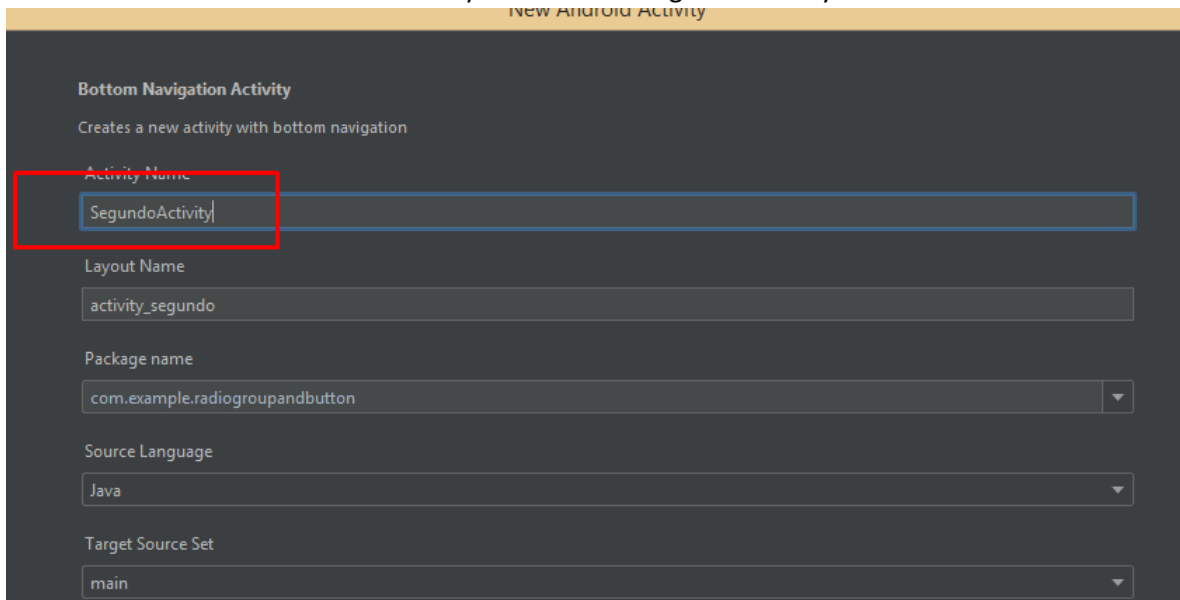 New Android Activity
Bottom Navigation Activity
Creates a new activity with bottom navigation
Activity Name
SegundoActivity
Layout Name
activity_segundo
Package name
com.example.radiogroupandbutton
Source Language
Java
Target Source Set
main